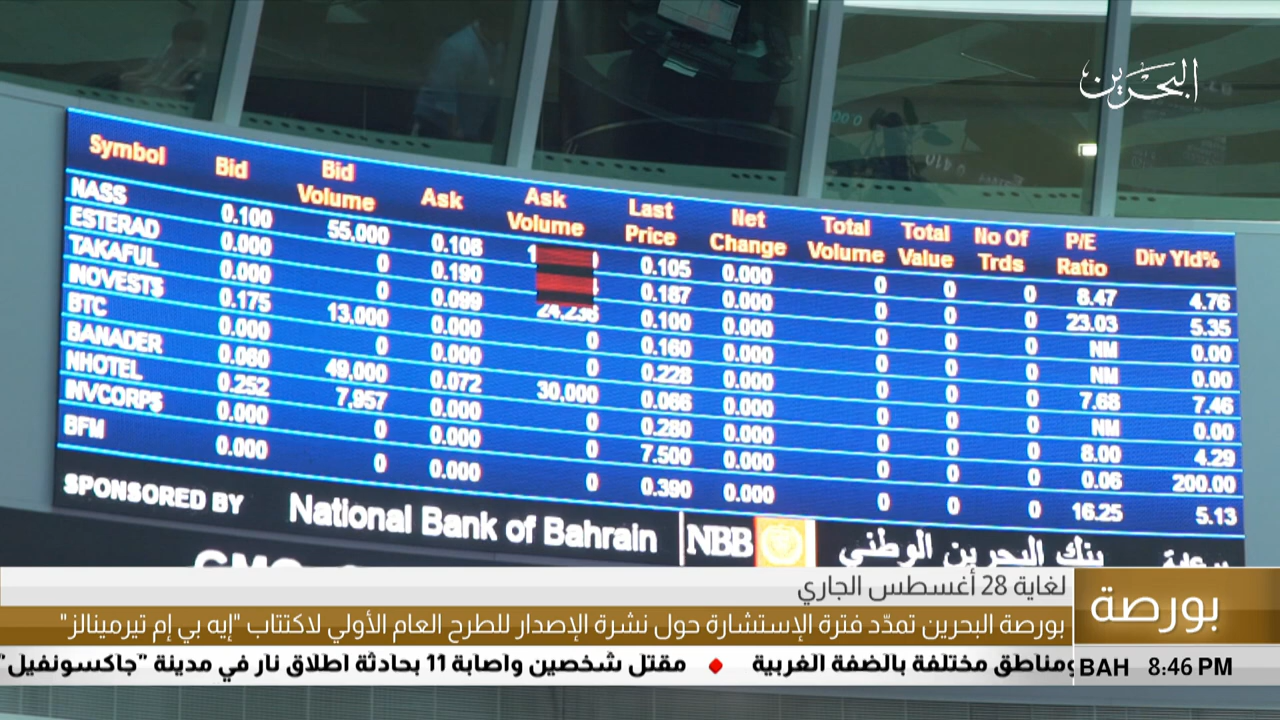 البحرين
Symbol Bid Bid Volume Ask Ask Volume Last Price Net Change Total Volume Total Value No Of Trds P/E Ratio Div Yld%
NASS 0.100 55,000 0.106 0.105 0.000 0 0 0 8.47 4.76
ESTERAD 0.000 0 0.190 0.187 0.000 0 0 0 23.03 5.35
TAKAFUL 0.000 0 0.099 0.100 0.000 0 0 0 NM 0.00
INOVEST$ 0.175 13,000 0.000 0 0.160 0.000 0 0 0 NM 0.00
BTC 0.000 0 0.000 0 0.228 0.000 0 0 0 7.68 7.46
BANADER 0.060 49,000 0.072 30,000 0.066 0.000 0 0 0 NM 0.00
NHOTEL 0.252 7,957 0.000 0 0.280 0.000 0 0 0 8.00 4.29
INVCORP$ 0.000 0 0.000 0 7.500 0.000 0 0 0 0.06 200.00
BFM 0.000 0 0.000 0 0.390 0.000 0 0 0 16.25 5.13
SPONSORED BY National Bank of Bahrain NBB بنك البحرين الوطني
لغاية 28 أغسطس الجاري
بورصة
بورصة البحرين تمدّد فترة الإستشارة حول نشرة الإصدار للطرح العام الأولي لاكتتاب "إيه بي إم تيرمينالز"
ومناطق مختلفة بالضفة الغربية ♦ مقتل شخصين واصابة 11 بحادثة اطلاق نار في مدينة "جاكسونفيل"
BAH 8:46 PM